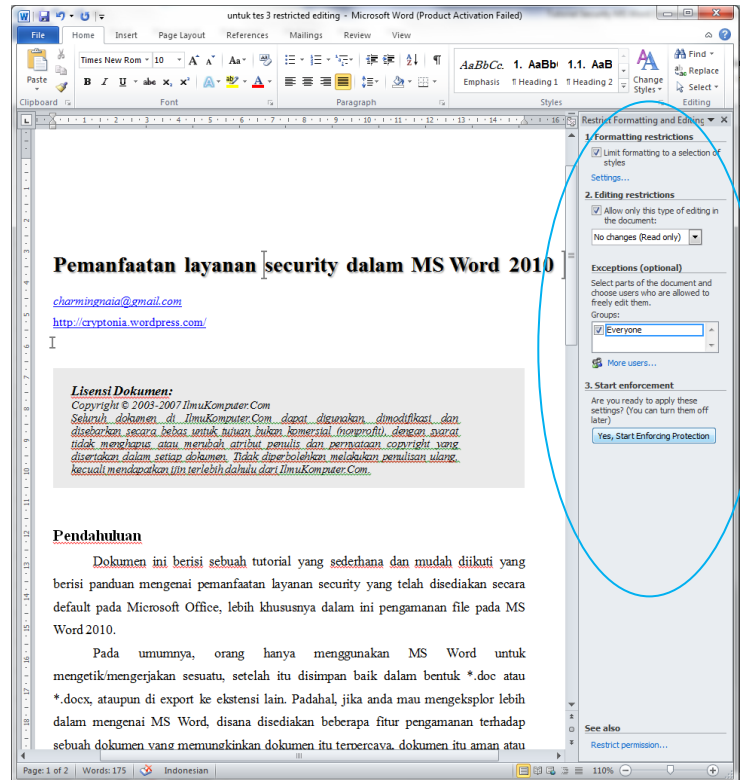 untuk tes 3 restricted editing - Microsoft Word (Product Activation Failed)
File Home Insert Page Layout References Mailings Review View
Paste
Times New Rom 10
AaBbCc. 1. AaBb 1.1. AaB
Emphasis ¶ Heading 1 ¶ Heading 2
Change Styles
Find
Replace
Select
Clipboard Font Paragraph Styles Editing
Restrict Formatting and Editing
1. Formatting restrictions
Limit formatting to a selection of
styles
Settings...
2. Editing restrictions
Allow only this type of editing in
the document:
No changes (Read only)
Exceptions (optional)
Select parts of the document and
choose users who are allowed to
freely edit them.
Groups:
Everyone
More users...
3. Start enforcement
Are you ready to apply these
settings? (You can turn them off
later)
Yes, Start Enforcing Protection
See also
Restrict permission...
Pemanfaatan layanan security dalam MS Word 2010
charmingnaia@gmail.com
http://cryptonia.wordpress.com/
Lisensi Dokumen:
Copyright © 2003-2007 IlmuKomputer.Com
Seluruh dokumen di IlmuKomputer.Com dapat digunakan, dimodifikasi dan
disebarkan secara bebas untuk tujuan bukan komersial (nonprofit), dengan syarat
tidak menghapus atau merubah atribut penulis dan pernyataan copyright yang
disertakan dalam setiap dokumen. Tidak diperbolehkan melakukan penulisan ulang,
kecuali mendapatkan ijin terlebih dahulu dari IlmuKomputer.Com.
Pendahuluan
Dokumen ini berisi sebuah tutorial yang sederhana dan mudah diikuti yang
berisi panduan mengenai pemanfaatan layanan security yang telah disediakan secara
default pada Microsoft Office, lebih khususnya dalam ini pengamanan file pada MS
Word 2010.
Pada umumnya, orang hanya menggunakan MS Word untuk
mengetik/mengerjakan sesuatu, setelah itu disimpan baik dalam bentuk *.doc atau
*.docx, ataupun di export ke ekstensi lain. Padahal, jika anda mau mengeksplor lebih
dalam mengenai MS Word, disana disediakan beberapa fitur pengamanan terhadap
sebuah dokumen yang memungkinkan dokumen itu terpercaya, dokumen itu aman atau
Page: 1 of 2 Words: 175 Indonesian 110%